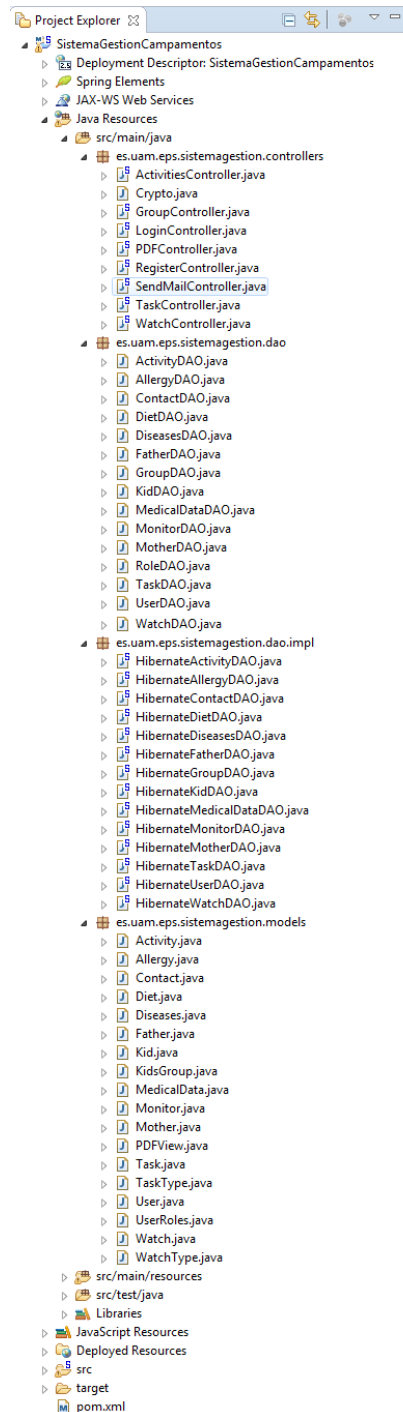 Project Explorer
SistemaGestionCampamentos
Deployment Descriptor: SistemaGestionCampamentos
Spring Elements
JAX-WS Web Services
Java Resources
src/main/java
es.uam.eps.sistemagestion.controllers
ActivitiesController.java
Crypto.java
GroupController.java
LoginController.java
PDFController.java
RegisterController.java
SendMailController.java
TaskController.java
WatchController.java
es.uam.eps.sistemagestion.dao
ActivityDAO.java
AllergyDAO.java
ContactDAO.java
DietDAO.java
DiseasesDAO.java
FatherDAO.java
GroupDAO.java
KidDAO.java
MedicalDataDAO.java
MonitorDAO.java
MotherDAO.java
RoleDAO.java
TaskDAO.java
UserDAO.java
WatchDAO.java
es.uam.eps.sistemagestion.dao.impl
HibernateActivityDAO.java
HibernateAllergyDAO.java
HibernateContactDAO.java
HibernateDietDAO.java
HibernateDiseasesDAO.java
HibernateFatherDAO.java
HibernateGroupDAO.java
HibernateKidDAO.java
HibernateMedicalDataDAO.java
HibernateMonitorDAO.java
HibernateMotherDAO.java
HibernateTaskDAO.java
HibernateUserDAO.java
HibernateWatchDAO.java
es.uam.eps.sistemagestion.models
Activity.java
Allergy.java
Contact.java
Diet.java
Diseases.java
Father.java
Kid.java
KidsGroup.java
MedicalData.java
Monitor.java
Mother.java
PDFView.java
Task.java
TaskType.java
User.java
UserRoles.java
Watch.java
WatchType.java
src/main/resources
src/test/java
Libraries
JavaScript Resources
Deployed Resources
src
target
pom.xml